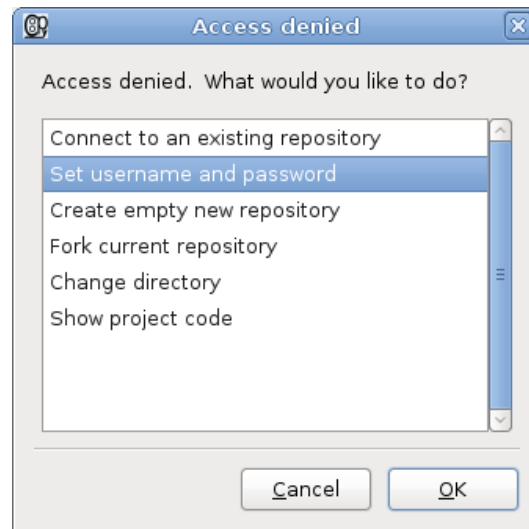 Access denied
Access denied.  What would you like to do?
Connect to an existing repository
Set username and password
Create empty new repository
Fork current repository
Change directory
Show project code
Cancel
OK